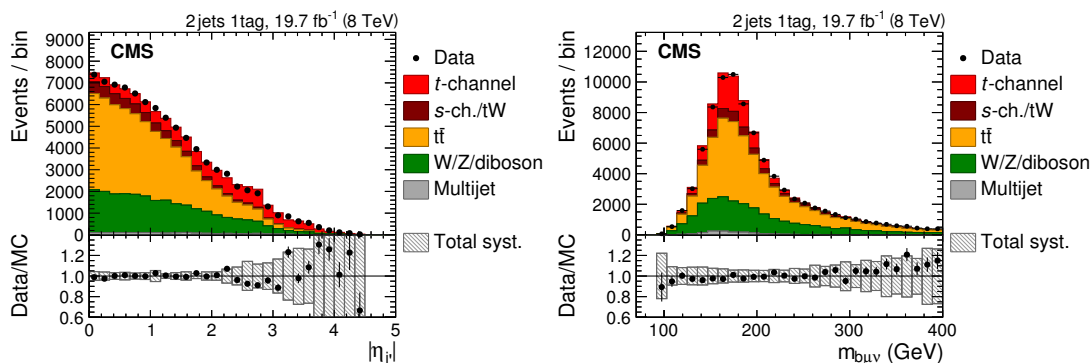 2jets 1tag, 19.7 fb⁻¹ (8 TeV)
CMS
Events / bin
9000
8000
7000
6000
5000
4000
3000
2000
1000
0
Data
t-channel
s-ch./tW
tt̄
W/Z/diboson
Multijet
Total syst.
Data/MC
1.2
1.0
0.8
0.6
0 1 2 3 4 5
|ηj'|
2jets 1tag, 19.7 fb⁻¹ (8 TeV)
CMS
Events / bin
12000
10000
8000
6000
4000
2000
0
Data
t-channel
s-ch./tW
tt̄
W/Z/diboson
Multijet
Total syst.
Data/MC
1.2
1.0
0.8
0.6
100 200 300 400
mbμν (GeV)